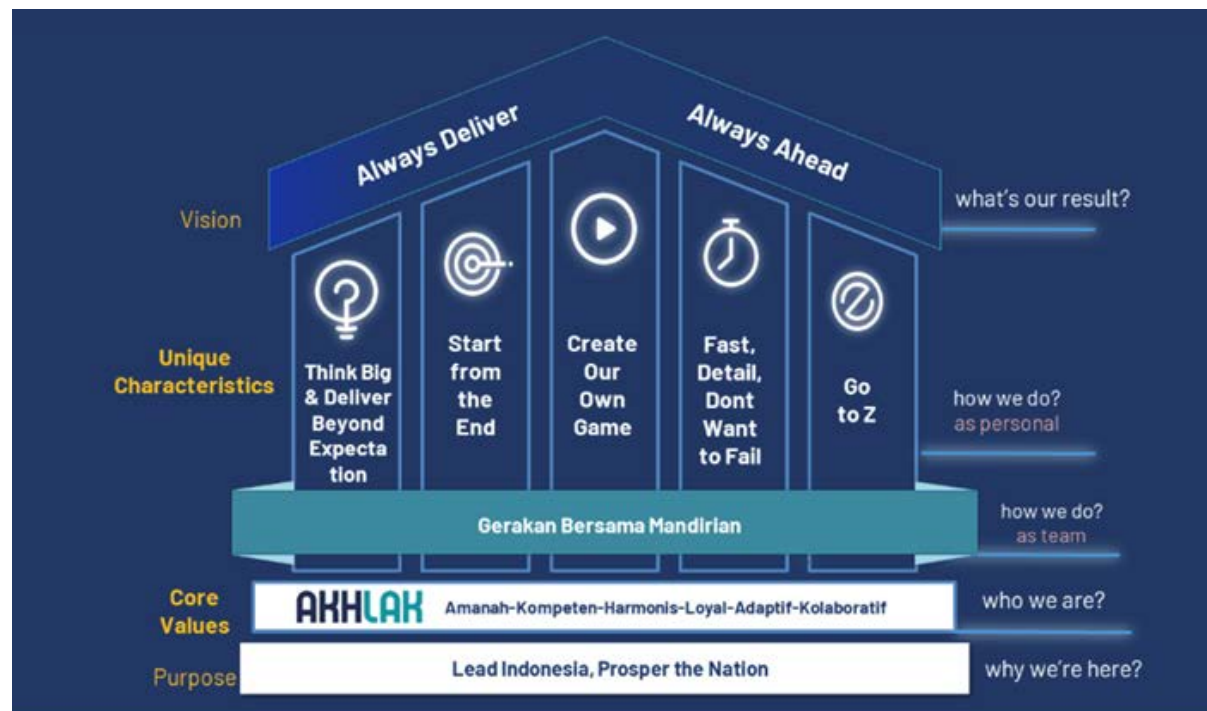 Always Deliver
Always Ahead
Vision
what's our result?
Unique
Characteristics
Think Big
& Deliver
Beyond
Expecta
tion
Start
from
the
End
Create
Our
Own
Game
Fast,
Detail,
Dont
Want
to Fail
Go
to Z
how we do?
as personal
Gerakan Bersama Mandirian
how we do?
as team
Core
Values
AKHLAK
Amanah-Kompeten-Harmonis-Loyal-Adaptif-Kolaboratif
who we are?
Purpose
Lead Indonesia, Prosper the Nation
why we're here?